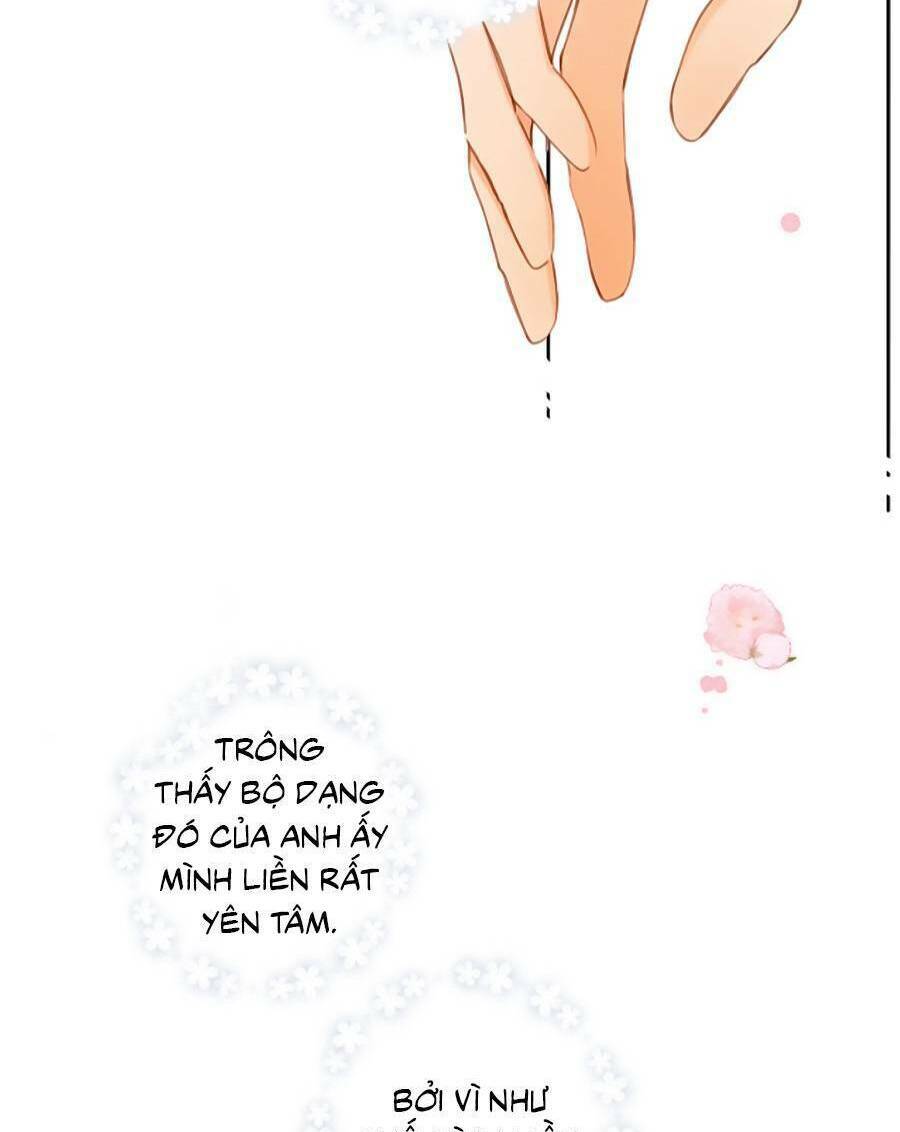 TRÔNG
THẤY BỘ DẠNG
ĐÓ CỦA ANH ẤY
MÌNH LIỀN RẤT
YÊN TÂM.
BỞI VÌ NHƯ